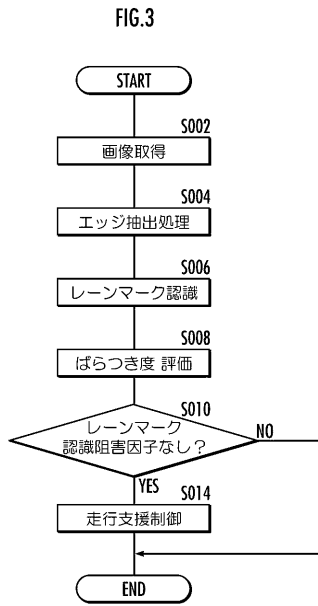 FIG.3
START
S002
画像取得
S004
エッジ抽出処理
S006
レーンマーク認識
S008
ばらつき度 評価
S010
レーンマーク
認識阻害因子なし?
NO
YES
S014
走行支援制御
END